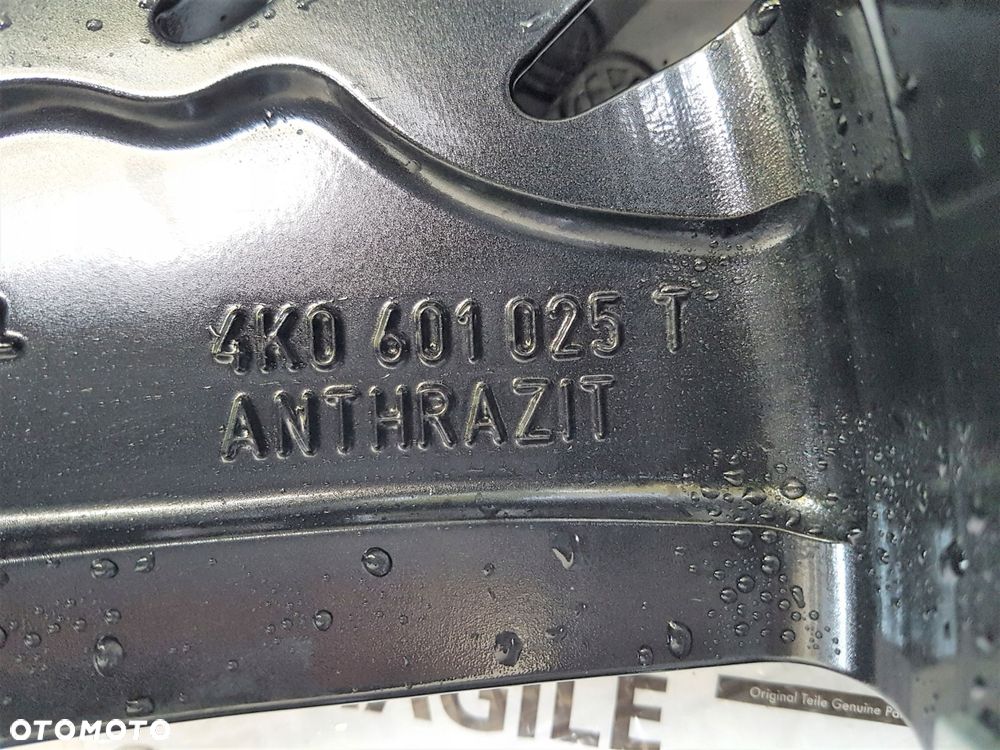 4K0 601 025 T
ANTHRAZIT
AGILE
Original Teile Genuine Pa
OTOMOTO